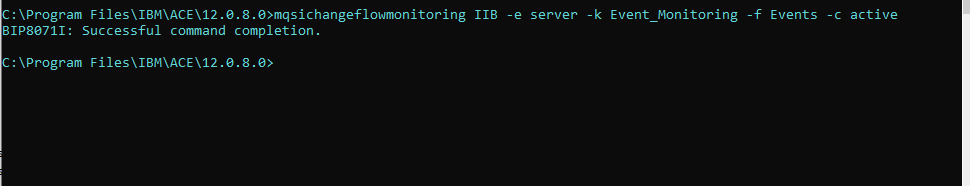 C:\Program Files\IBM\ACE\12.0.8.0>mqsichangeflowmonitoring IIB -e server -k Event_Monitoring -f Events -c active
BIP8071I: Successful command completion.
C:\Program Files\IBM\ACE\12.0.8.0>